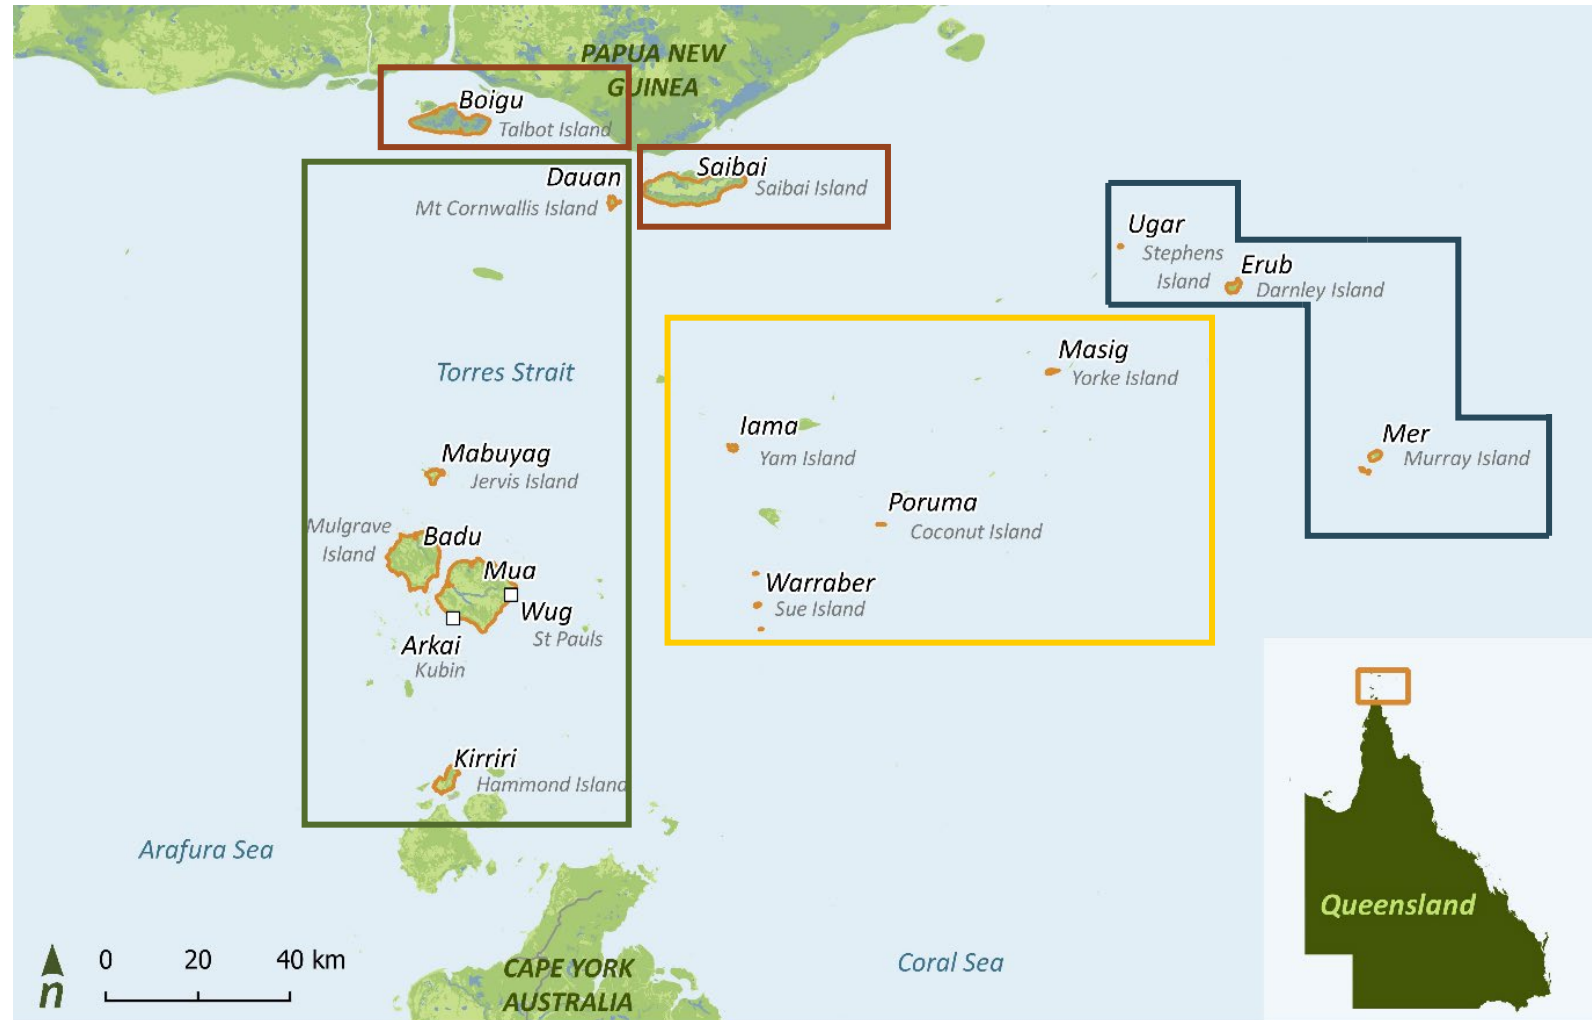 PAPUA NEW
GUINEA
Boigu
Talbot Island
Saibai
Saibai Island
Dauan
Mt Cornwallis Island
Ugar
Stephens
Island
Erub
Darnley Island
Masig
Yorke Island
Torres Strait
Iama
Yam Island
Mer
Murray Island
Mabuyag
Jervis Island
Poruma
Coconut Island
Mulgrave
Island
Badu
Mua
Warraber
Sue Island
Wug
St Pauls
Arkai
Kubin
Kirriri
Hammond Island
Arafura Sea
Queensland
0 20 40 km
n
CAPE YORK
AUSTRALIA
Coral Sea